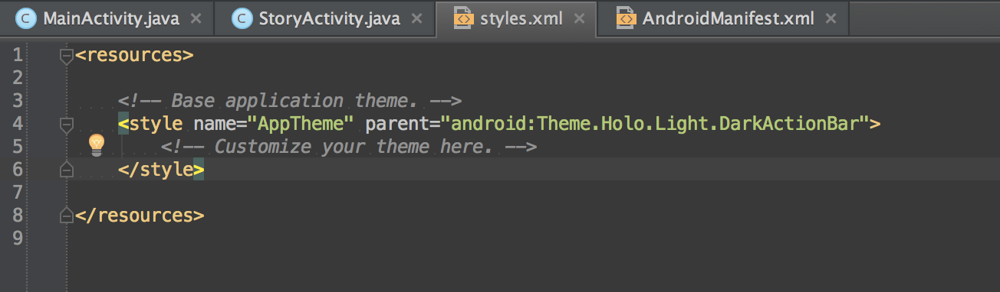 MainActivity.java StoryActivity.java styles.xml AndroidManifest.xml
1 <resources>
2
3 <!-- Base application theme. -->
4 <style name="AppTheme" parent="android:Theme.Holo.Light.DarkActionBar">
5 <!-- Customize your theme here. -->
6 </style>
7
8 </resources>
9